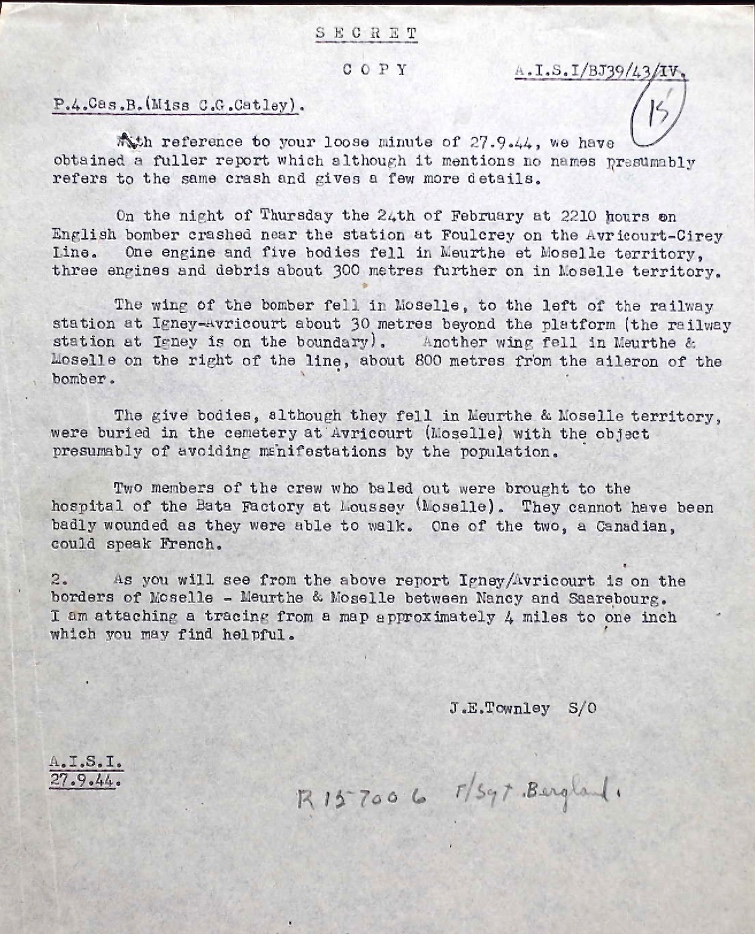 SECRET
COPY
A.I.S.I/BJ39/43/IV.
15
P.4.Cas.B.(Miss C.G.Catley).
With reference to your loose minute of 27.9.44, we have
obtained a fuller report which although it mentions no names presumably
refers to the same crash and gives a few more details.
On the night of Thursday the 24th of February at 2210 hours an
English bomber crashed near the station at Foulcrey on the Avricourt-Cirey
Line. One engine and five bodies fell in Meurthe et Moselle territory,
three engines and debris about 300 metres further on in Moselle territory.
The wing of the bomber fell in Moselle, to the left of the railway
station at Igney-Avricourt about 30 metres beyond the platform (the railway
station at Igney is on the boundary). Another wing fell in Meurthe &
Moselle on the right of the line, about 800 metres from the aileron of the
bomber.
The give bodies, although they fell in Meurthe & Moselle territory,
were buried in the cemetery at Avricourt (Moselle) with the object
presumably of avoiding manifestations by the population.
Two members of the crew who baled out were brought to the
hospital of the Bata Factory at Moussey (Moselle). They cannot have been
badly wounded as they were able to walk. One of the two, a Canadian,
could speak French.
2. As you will see from the above report Igney/Avricourt is on the
borders of Moselle - Meurthe & Moselle between Nancy and Saarebourg.
I am attaching a tracing from a map approximately 4 miles to one inch
which you may find helpful.
J.E.Townley S/O
A.I.S.I.
27.9.44.
R157006 F/Sgt. Bergland.